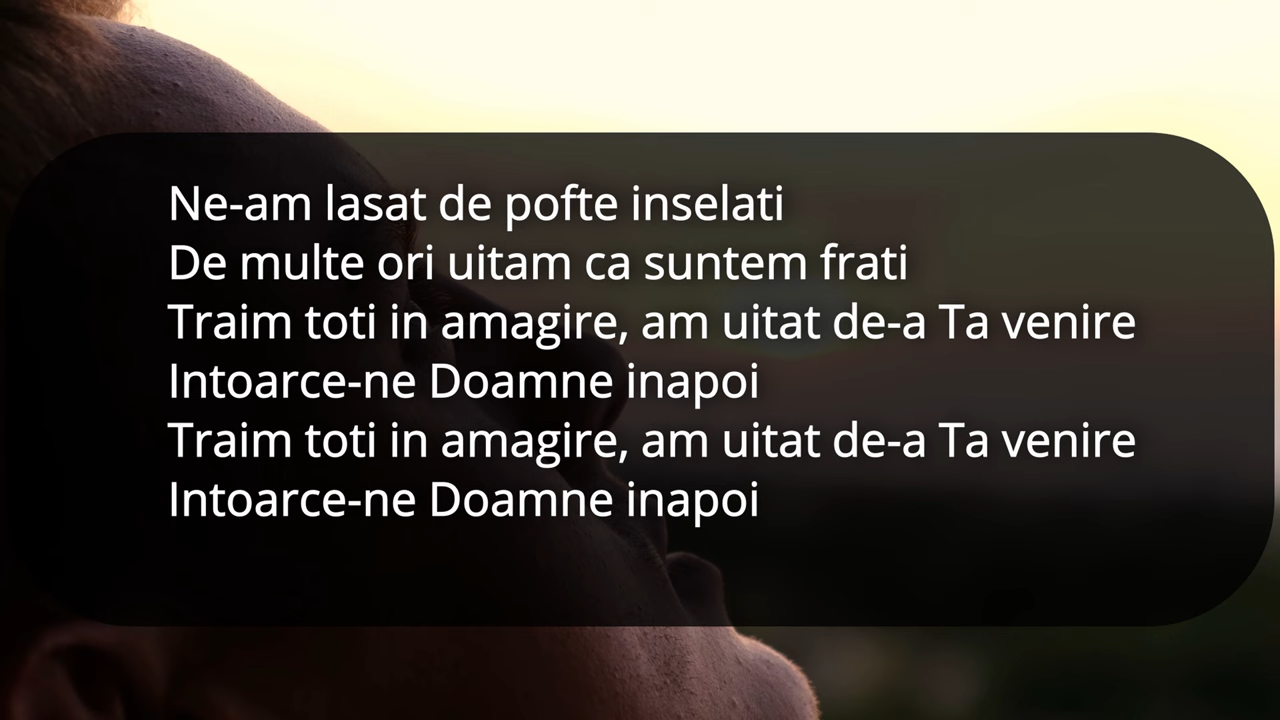 Ne-am lasat de pofte inselati
De multe ori uitam ca suntem frati
Traim toti in amagire, am uitat de-a Ta venire
Intoarce-ne Doamne inapoi
Traim toti in amagire, am uitat de-a Ta venire
Intoarce-ne Doamne inapoi